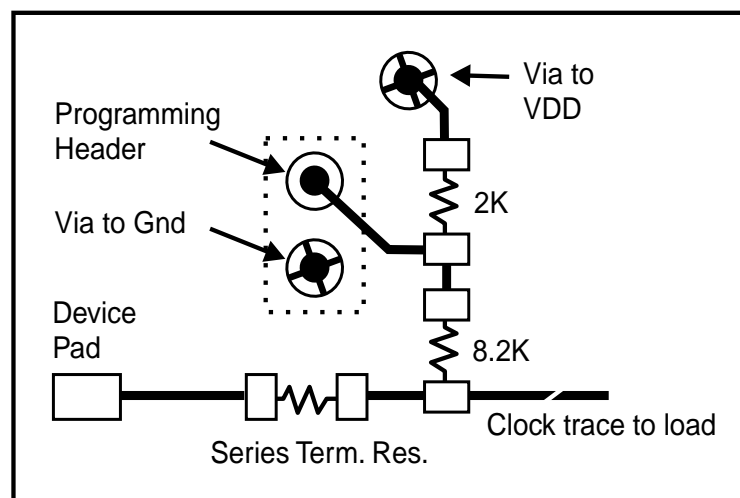 Via to
VDD
Programming
Header
2K
Via to Gnd
Device
Pad
8.2K
Clock trace to load
Series Term. Res.